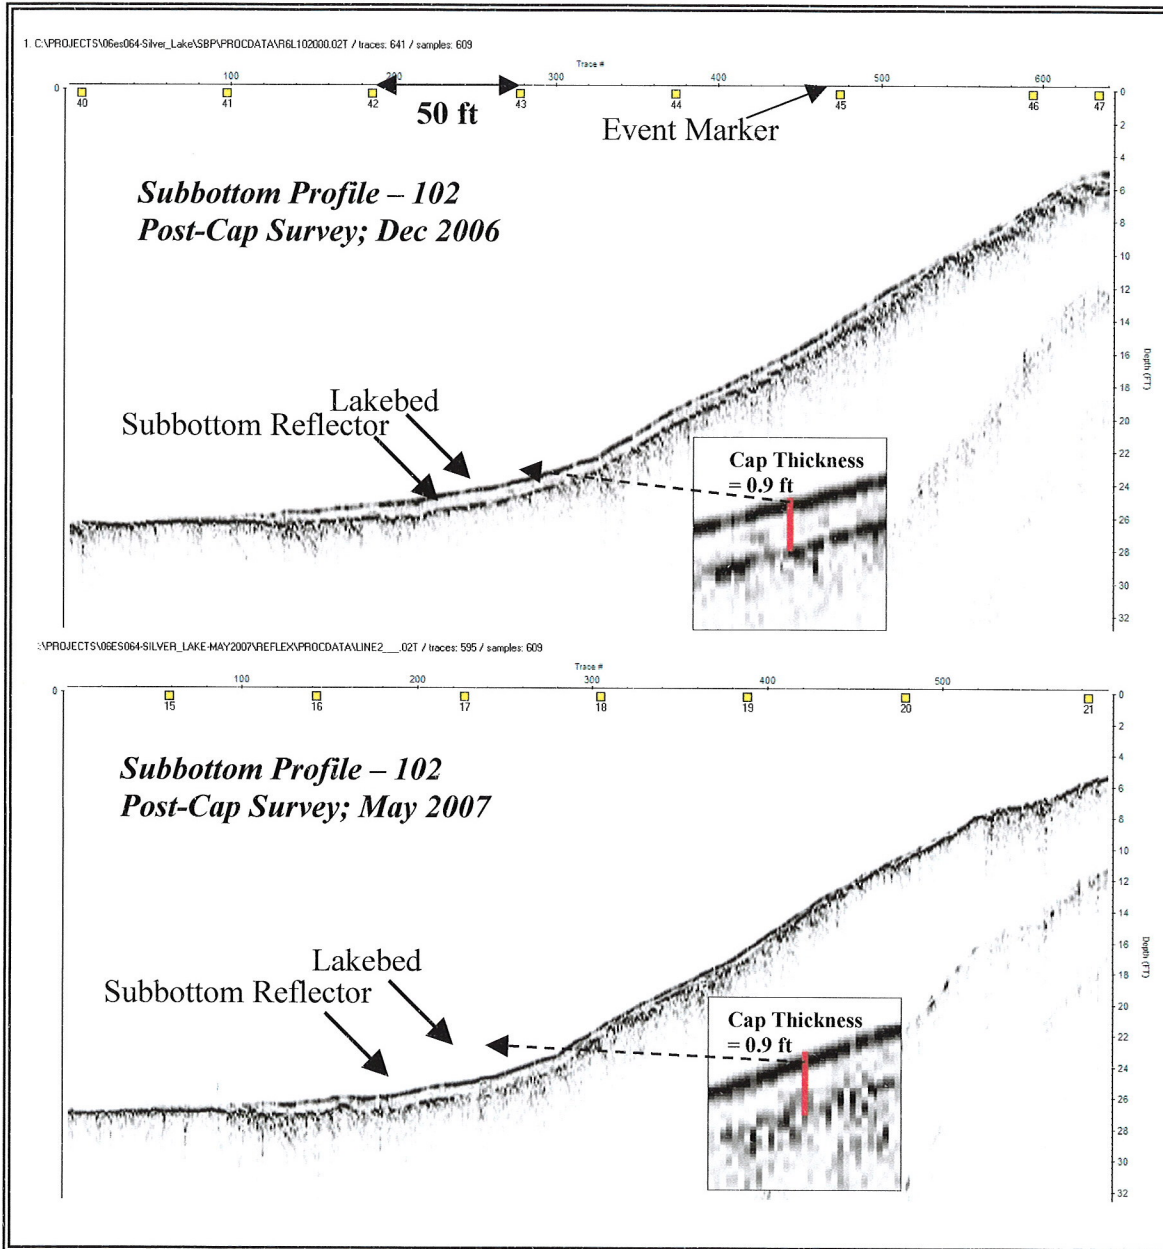 1. C:\PROJECTS\06es064-Silver_Lake\SBP\PROCDATA\R6L102000.02T / traces: 641 / samples: 609
Trace #
100 200 300 400 500 600
0
40 41 42 43 44 45 46 47
50 ft
Event Marker
Subbottom Profile – 102
Post-Cap Survey; Dec 2006
Lakebed
Subbottom Reflector
Cap Thickness
= 0.9 ft
0
2
4
6
8
10
12
14
16
18
20
22
24
26
28
30
32
Depth (FT)
:\PROJECTS\06ES064-SILVER_LAKE-MAY2007\REFLEX\PROCDATA\LINE2___.02T / traces: 595 / samples: 609
Trace #
100 200 300 400 500
0
15 16 17 18 19 20 21
Subbottom Profile – 102
Post-Cap Survey; May 2007
Lakebed
Subbottom Reflector
Cap Thickness
= 0.9 ft
0
2
4
6
8
10
12
14
16
18
20
22
24
26
28
30
32
Depth (FT)